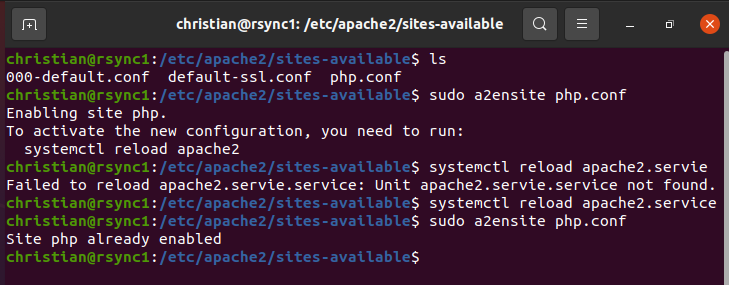 christian@rsync1: /etc/apache2/sites-available
christian@rsync1:/etc/apache2/sites-available$ ls
000-default.conf  default-ssl.conf  php.conf
christian@rsync1:/etc/apache2/sites-available$ sudo a2ensite php.conf
Enabling site php.
To activate the new configuration, you need to run:
  systemctl reload apache2
christian@rsync1:/etc/apache2/sites-available$ systemctl reload apache2.servie
Failed to reload apache2.servie.service: Unit apache2.servie.service not found.
christian@rsync1:/etc/apache2/sites-available$ systemctl reload apache2.service
christian@rsync1:/etc/apache2/sites-available$ sudo a2ensite php.conf
Site php already enabled
christian@rsync1:/etc/apache2/sites-available$